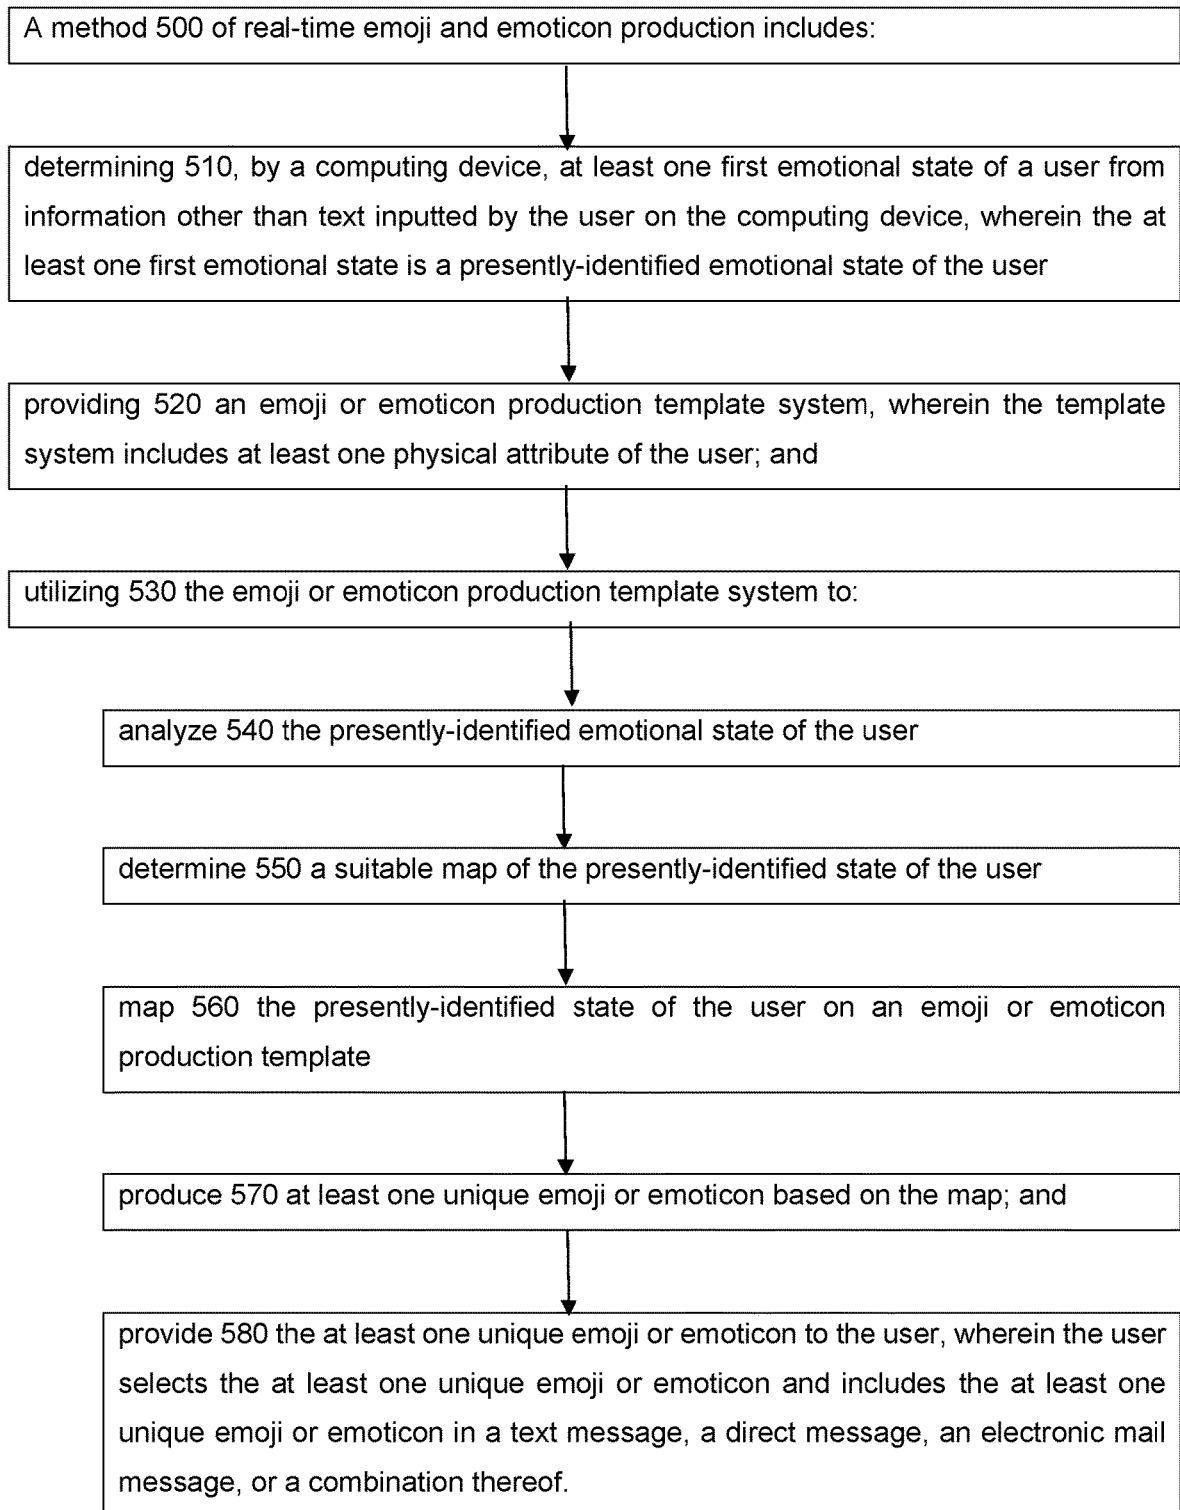 A method 500 of real-time emoji and emoticon production includes:
determining 510, by a computing device, at least one first emotional state of a user from
information other than text inputted by the user on the computing device, wherein the at
least one first emotional state is a presently-identified emotional state of the user
providing 520 an emoji or emoticon production template system, wherein the template
system includes at least one physical attribute of the user; and
utilizing 530 the emoji or emoticon production template system to:
analyze 540 the presently-identified emotional state of the user
determine 550 a suitable map of the presently-identified state of the user
map 560 the presently-identified state of the user on an emoji or emoticon
production template
produce 570 at least one unique emoji or emoticon based on the map; and
provide 580 the at least one unique emoji or emoticon to the user, wherein the user
selects the at least one unique emoji or emoticon and includes the at least one
unique emoji or emoticon in a text message, a direct message, an electronic mail
message, or a combination thereof.